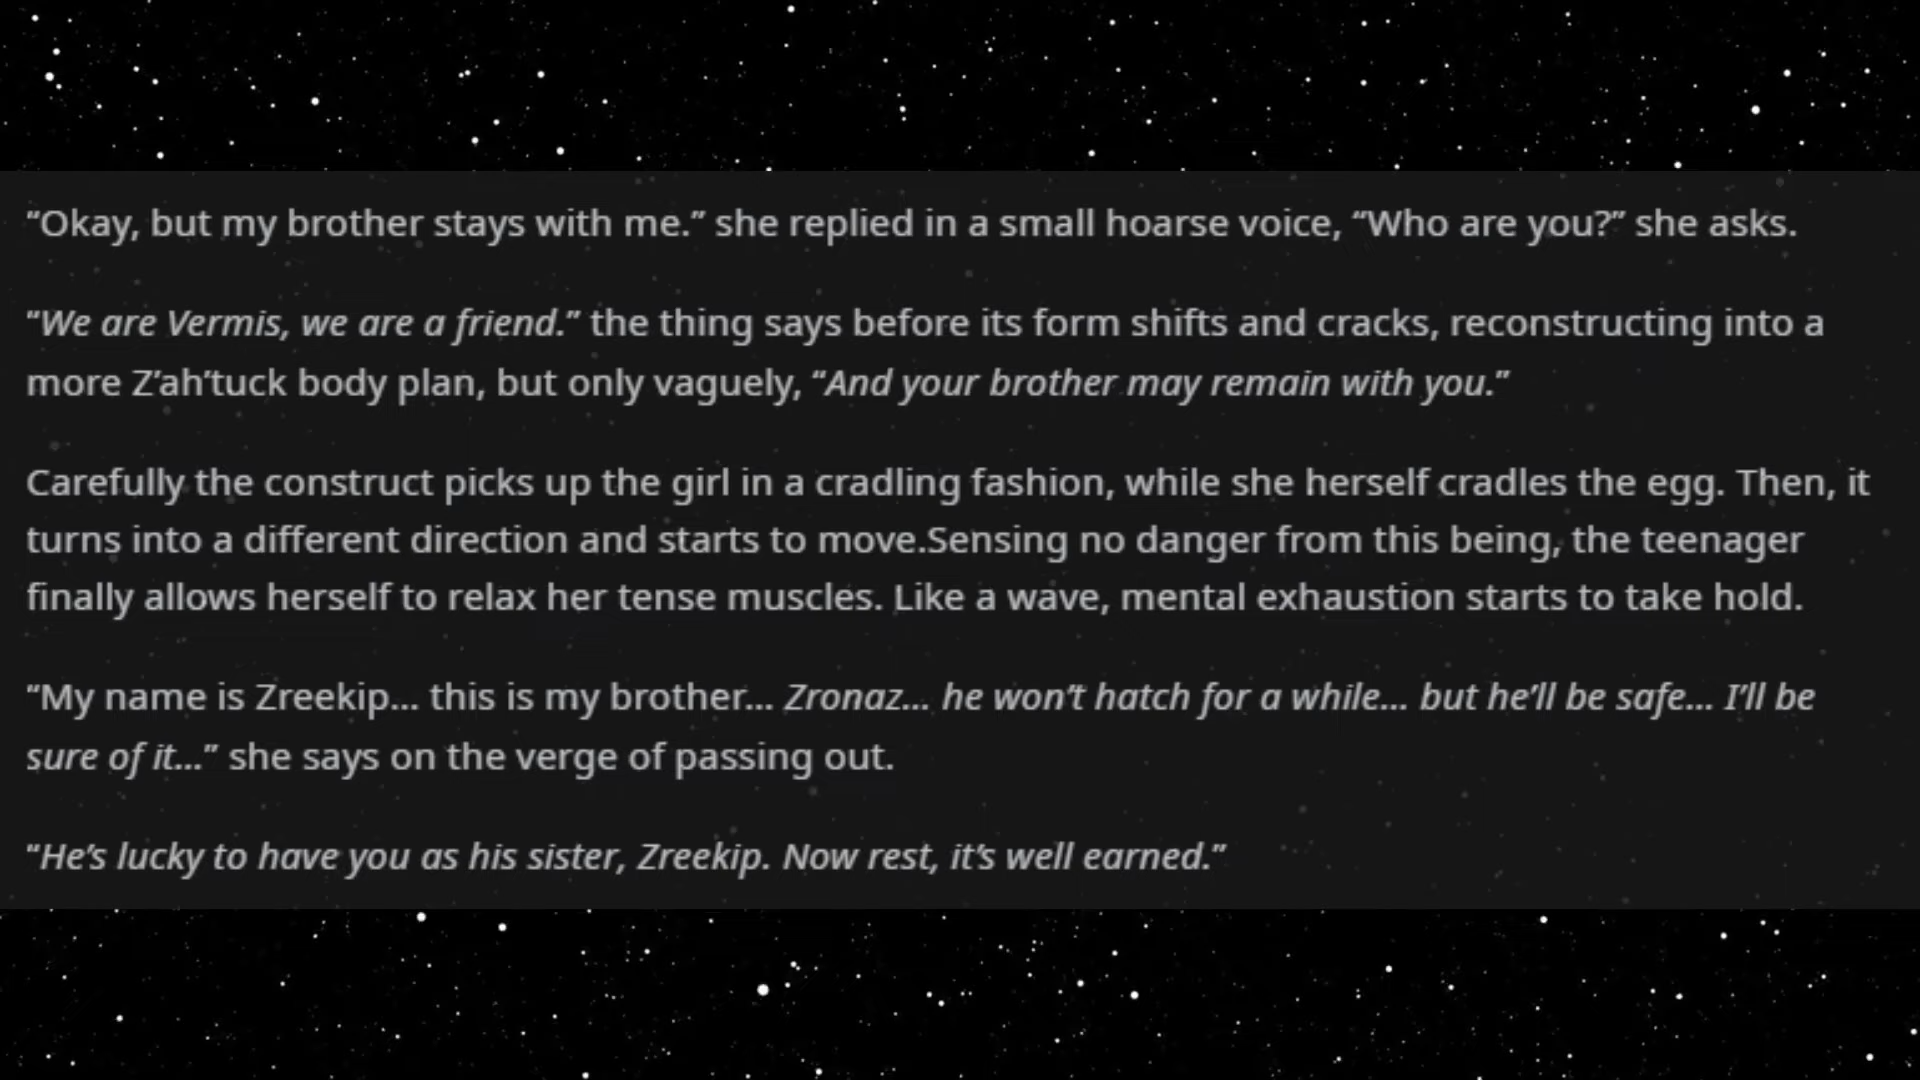 “Okay, but my brother stays with me.” she replied in a small hoarse voice, “Who are you?” she asks.
“We are Vermis, we are a friend.” the thing says before its form shifts and cracks, reconstructing into a
more Z’ah’tuck body plan, but only vaguely, “And your brother may remain with you.”
Carefully the construct picks up the girl in a cradling fashion, while she herself cradles the egg. Then, it
turns into a different direction and starts to move.Sensing no danger from this being, the teenager
finally allows herself to relax her tense muscles. Like a wave, mental exhaustion starts to take hold.
“My name is Zreekip... this is my brother... Zronaz... he won’t hatch for a while... but he’ll be safe... I’ll be
sure of it...” she says on the verge of passing out.
“He’s lucky to have you as his sister, Zreekip. Now rest, it’s well earned.”